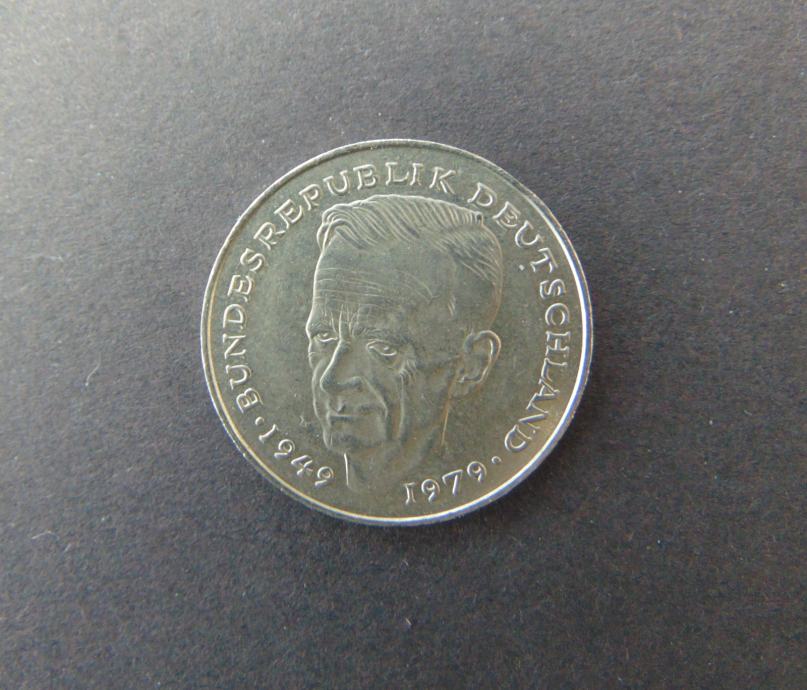 1949 · BUNDESREPUBLIK DEUTSCHLAND · 1979